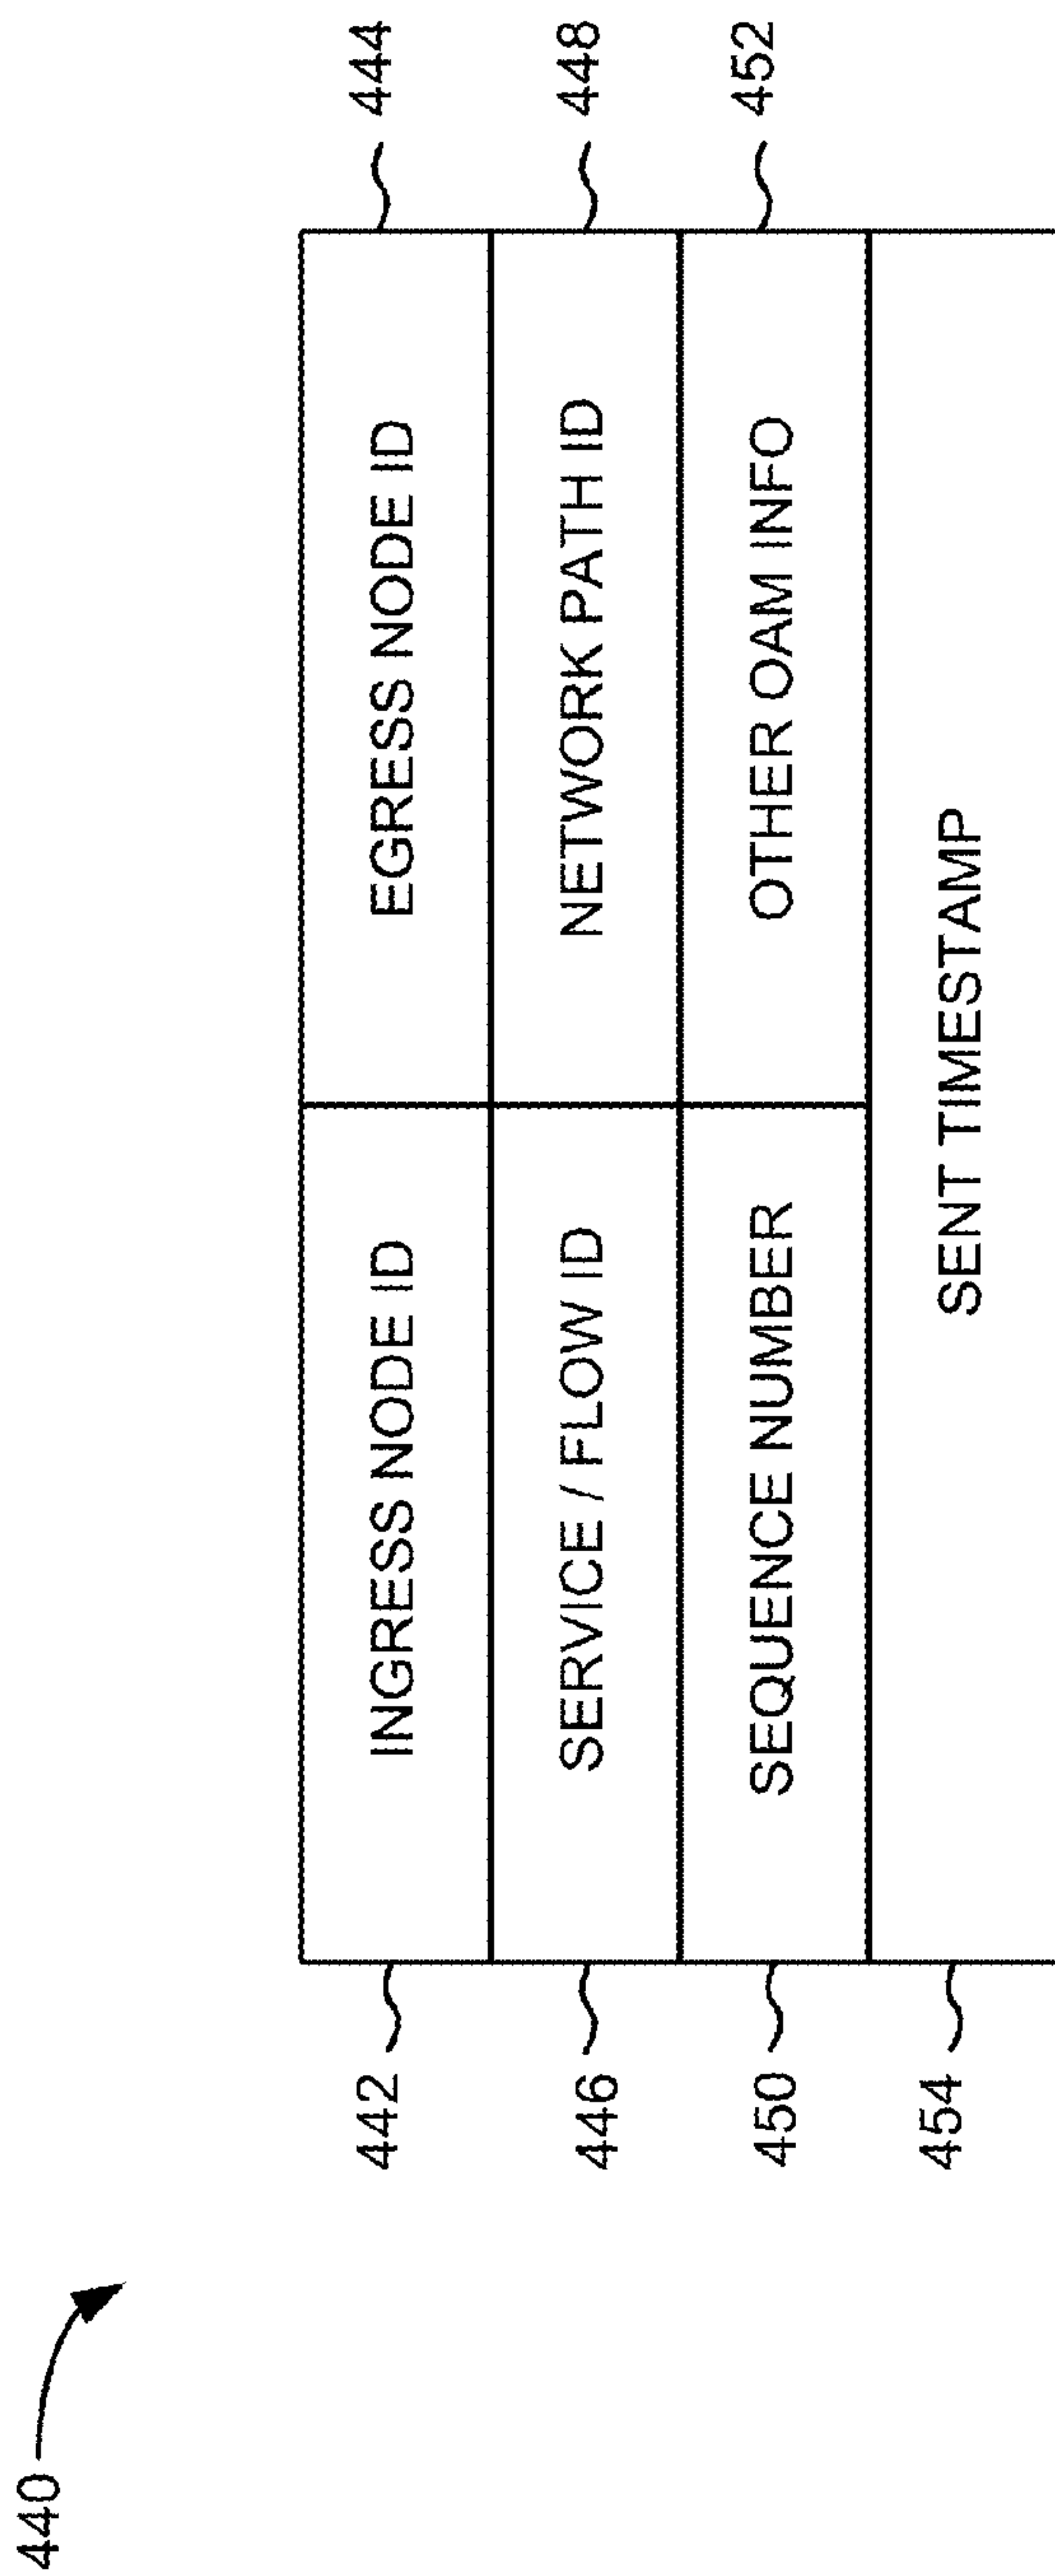 440
442 INGRESS NODE ID EGRESS NODE ID 444
446 SERVICE / FLOW ID NETWORK PATH ID 448
450 SEQUENCE NUMBER OTHER OAM INFO 452
454 SENT TIMESTAMP